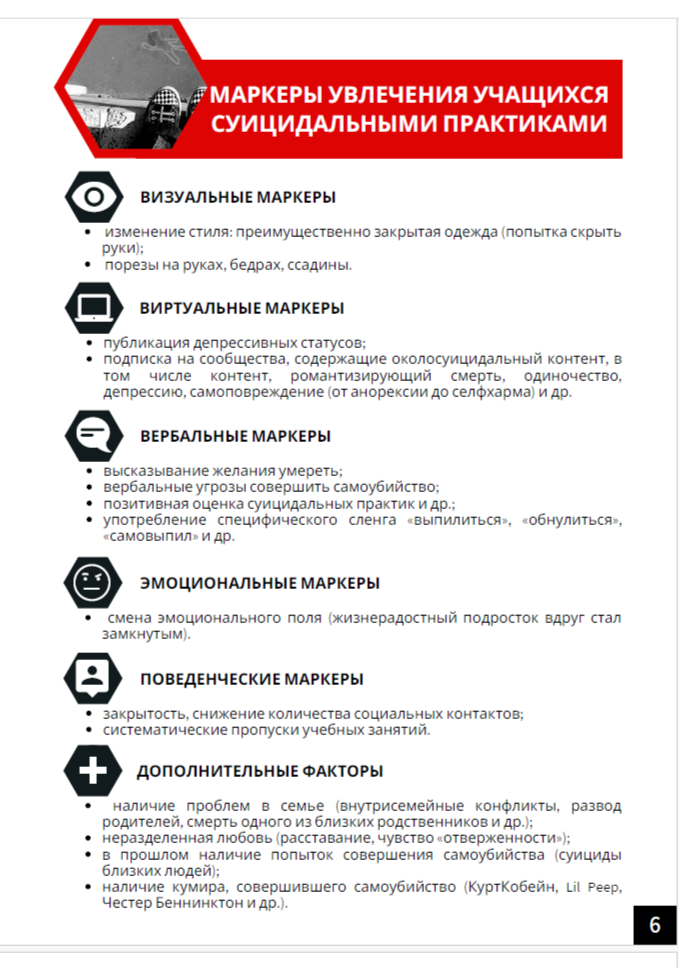 МАРКЕРЫ УВЛЕЧЕНИЯ УЧАЩИХСЯ
СУИЦИДАЛЬНЫМИ ПРАКТИКАМИ
ВИЗУАЛЬНЫЕ МАРКЕРЫ
• изменение стиля: преимущественно закрытая одежда (попытка скрыть
руки);
• порезы на руках, бедрах, ссадины.
ВИРТУАЛЬНЫЕ МАРКЕРЫ
• публикация депрессивных статусов;
• подписка на сообщества, содержащие околосуицидальный контент, в
том числе контент, романтизирующий смерть, одиночество,
депрессию, самоповреждение (от анорексии до селфхарма) и др.
ВЕРБАЛЬНЫЕ МАРКЕРЫ
• высказывание желания умереть;
• вербальные угрозы совершить самоубийство;
• позитивная оценка суицидальных практик и др.;
• употребление специфического сленга «выпилиться», «обнулиться»,
«самовыпил» и др.
ЭМОЦИОНАЛЬНЫЕ МАРКЕРЫ
• смена эмоционального поля (жизнерадостный подросток вдруг стал
замкнутым).
ПОВЕДЕНЧЕСКИЕ МАРКЕРЫ
• закрытость, снижение количества социальных контактов;
• систематические пропуски учебных занятий.
ДОПОЛНИТЕЛЬНЫЕ ФАКТОРЫ
• наличие проблем в семье (внутрисемейные конфликты, развод
родителей, смерть одного из близких родственников и др.);
• неразделенная любовь (расставание, чувство «отверженности»);
• в прошлом наличие попыток совершения самоубийства (суициды
близких людей);
• наличие кумира, совершившего самоубийство (КуртКобейн, Lil Peep,
Честер Беннинктон и др.).
6